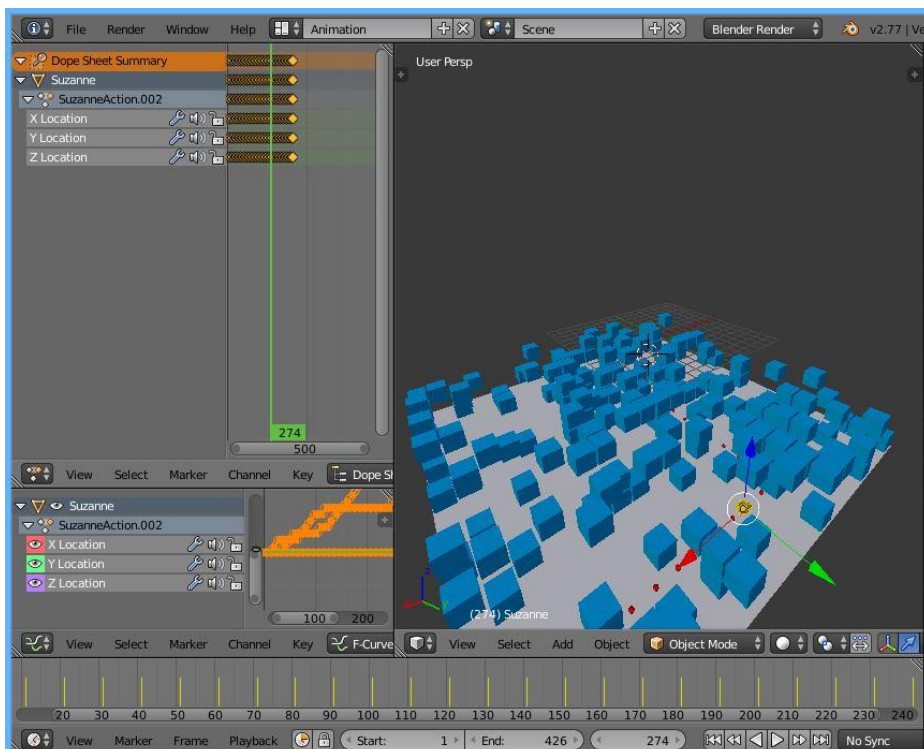 File Render Window Help Animation Scene Blender Render v2.77 | Ve
Dope Sheet Summary
Suzanne
SuzanneAction.002
X Location
Y Location
Z Location
274
500
View Select Marker Channel Key Dope Sh
Suzanne
SuzanneAction.002
X Location
Y Location
Z Location
100 200
View Select Marker Channel Key F-Curve
User Persp
z
(274) Suzanne
View Select Add Object Object Mode
20 30 40 50 60 70 80 90 100 110 120 130 140 150 160 170 180 190 200 210 220 230 240
View Marker Frame Playback Start: 1 End: 426 274 No Sync